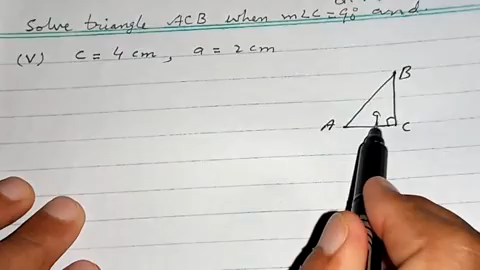 Solve triangle ACB when m∠C = 90° and
(V) c = 4 cm, a = 2 cm
B
A
C